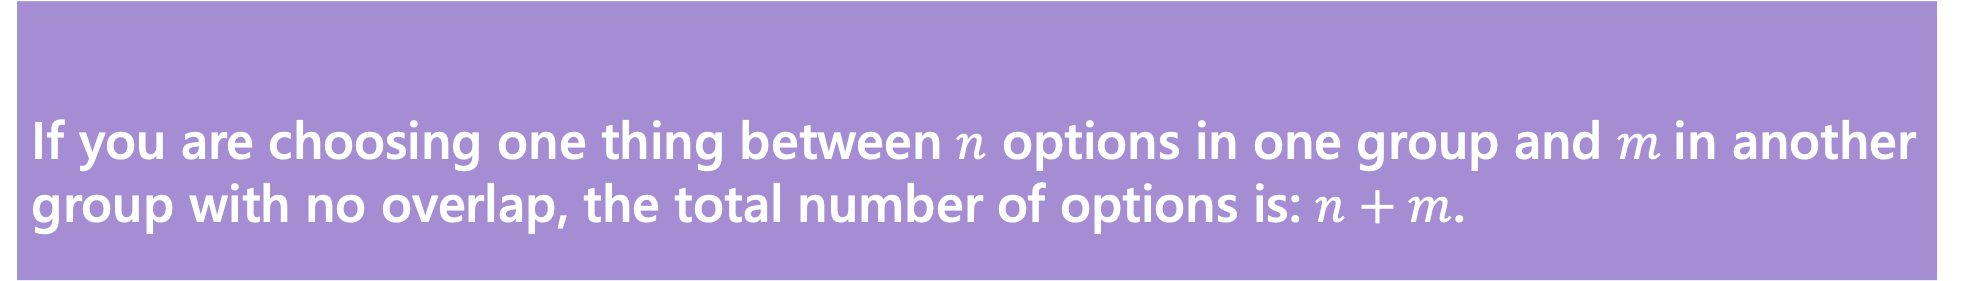 If you are choosing one thing between n options in one group and m in another
group with no overlap, the total number of options is: n + m.